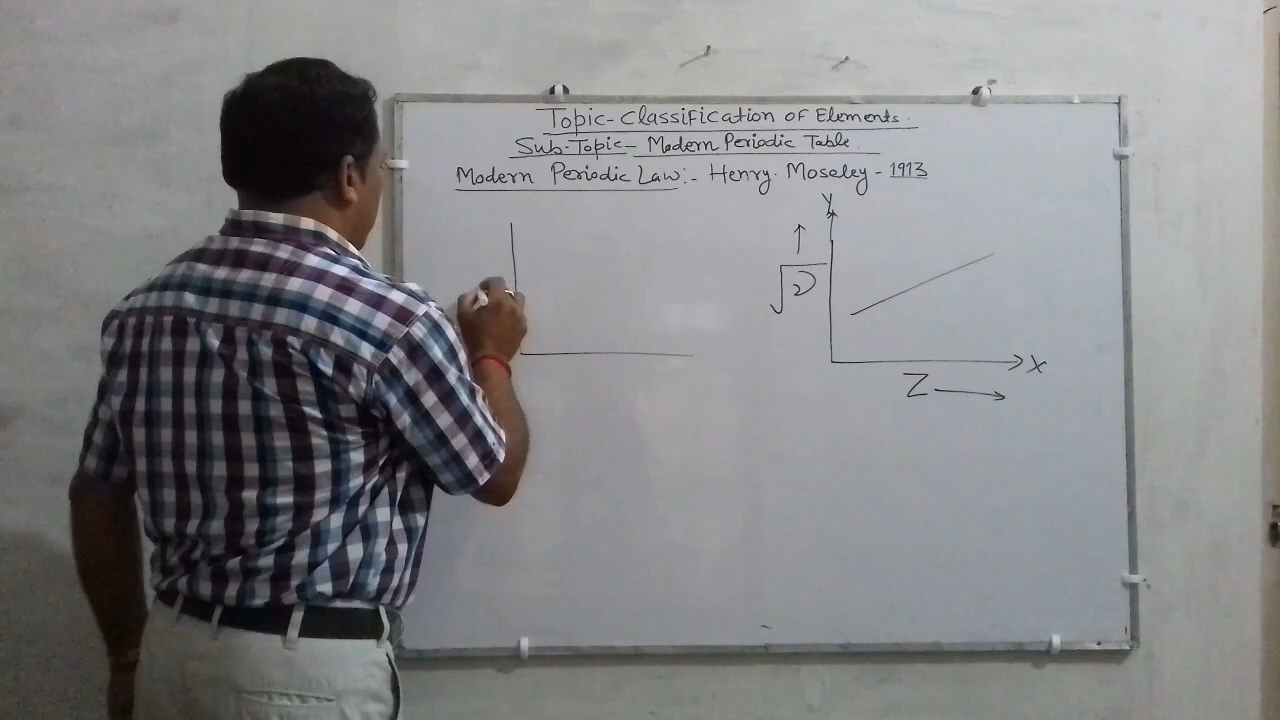 Topic-Classification of Elements.
Sub-Topic- Modern Periodic Table.
Modern Periodic Law:- Henry. Moseley - 1913
Y
↑
√ν
X
Z →